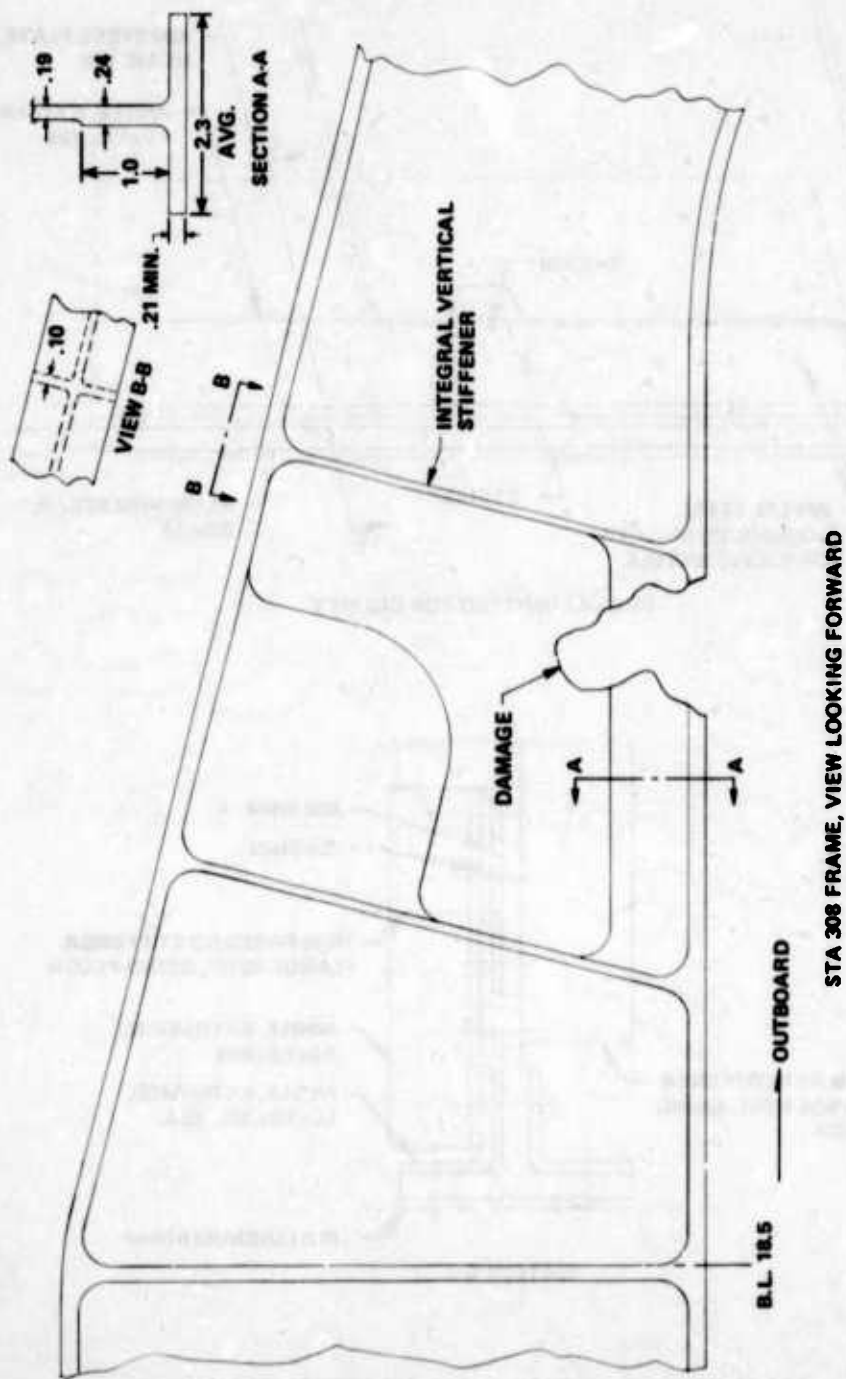 .10
VIEW B-B
.19
.24
1.0
.21 MIN.
2.3
AVG.
SECTION A-A
B
B
INTEGRAL VERTICAL
STIFFENER
DAMAGE
A
A
B.L. 18.5
OUTBOARD
STA 308 FRAME, VIEW LOOKING FORWARD